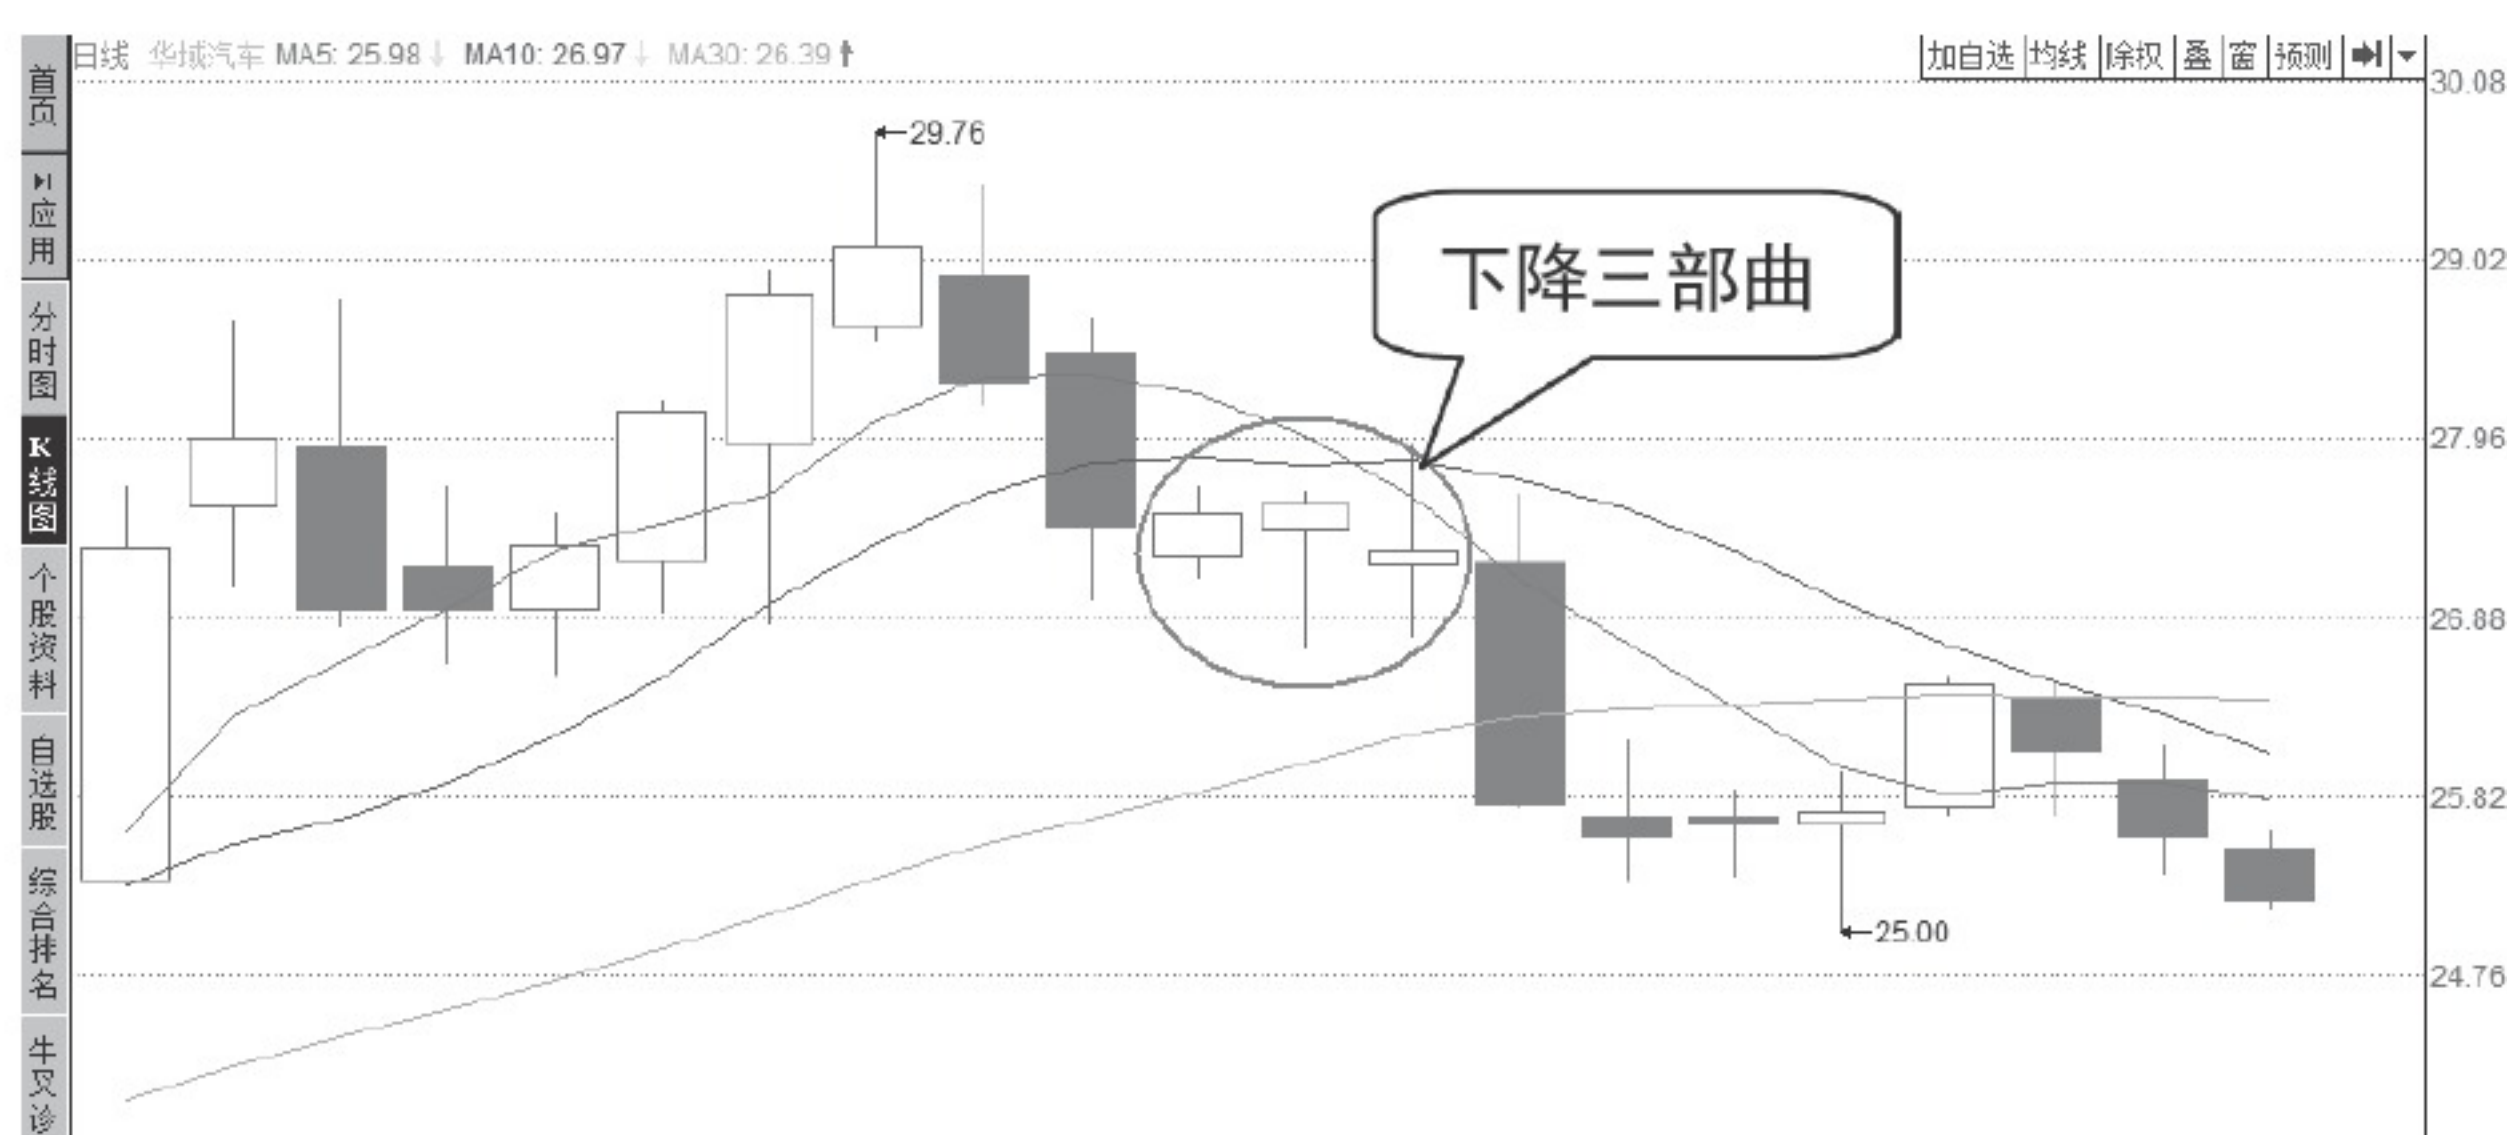 日线 华域汽车 MA5: 25.98↓ MA10: 26.97↓ MA30: 26.39↑
加自选 均线 除权 叠 窗 预测
首页
应用
分时图
K线图
个股资料
自选股
综合排名
牛叉诊
30.08
29.02
27.96
26.88
25.82
24.76
29.76
下降三部曲
25.00